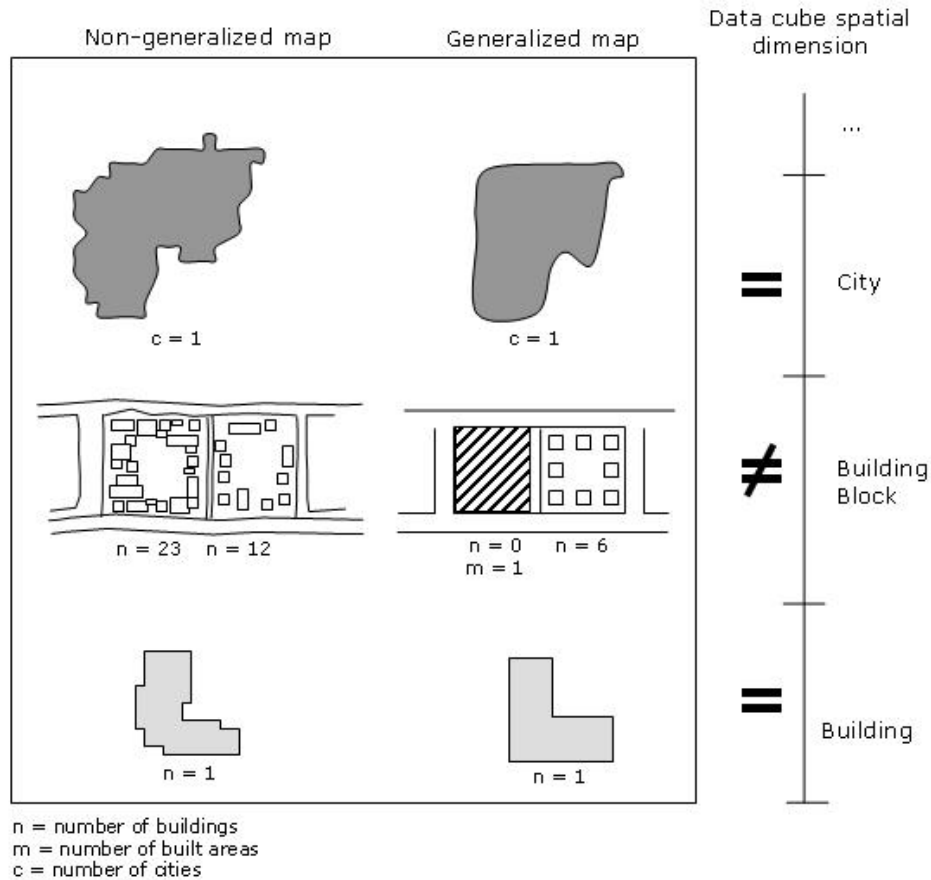 Non-generalized map
Generalized map
Data cube spatial
dimension
...
City
c = 1
c = 1
Building
Block
n = 23
n = 12
n = 0
n = 6
m = 1
Building
n = 1
n = 1
n = number of buildings
m = number of built areas
c = number of cities